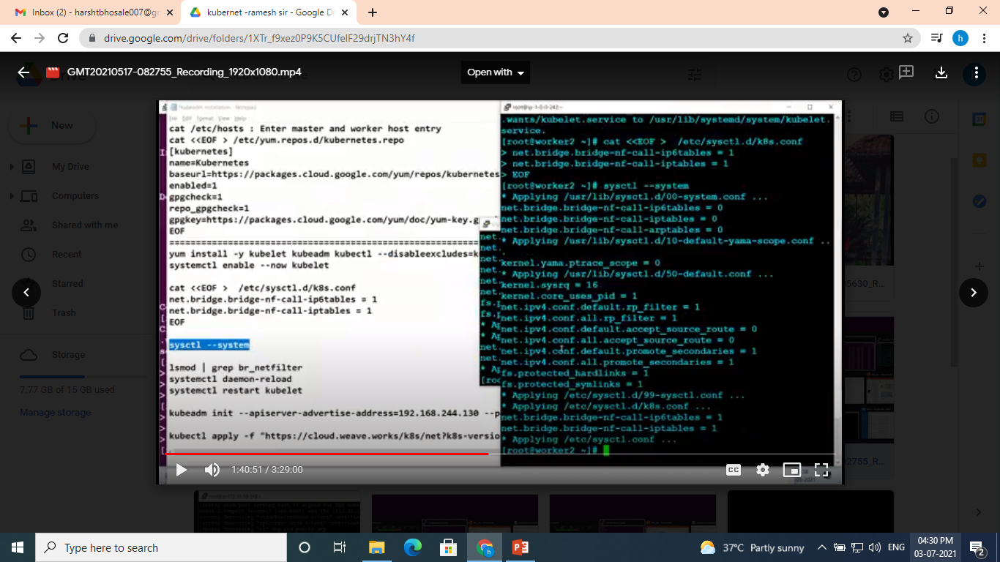 Inbox (2) - harshtbhosale007@gm
kubernet -ramesh sir - Google Dr
drive.google.com/drive/folders/1XTr_f9xez0P9K5CUfeIF29drjTN3hY4f
h
GMT20210517-082755_Recording_1920x1080.mp4
Open with
New
My Drive
Computers
Shared with me
Recent
Starred
Trash
Storage
7.77 GB of 15 GB used
Manage storage
kubeadm installation - Notepad
File Edit Format View Help
cat /etc/hosts : Enter master and worker host entry
cat <<EOF > /etc/yum.repos.d/kubernetes.repo
[kubernetes]
name=Kubernetes
baseurl=https://packages.cloud.google.com/yum/repos/kubernetes
enabled=1
gpgcheck=1
repo_gpgcheck=1
gpgkey=https://packages.cloud.google.com/yum/doc/yum-key.g
EOF
===========================================================
yum install -y kubelet kubeadm kubectl --disableexcludes=k
systemctl enable --now kubelet
cat <<EOF > /etc/sysctl.d/k8s.conf
net.bridge.bridge-nf-call-ip6tables = 1
net.bridge.bridge-nf-call-iptables = 1
EOF
sysctl --system
lsmod | grep br_netfilter
systemctl daemon-reload
systemctl restart kubelet
kubeadm init --apiserver-advertise-address=192.168.244.130 --p
kubectl apply -f "https://cloud.weave.works/k8s/net?k8s-versio
.wants/kubelet.service to /usr/lib/systemd/system/kubelet.
service.
[root@worker2 ~]# cat <<EOF > /etc/sysctl.d/k8s.conf
> net.bridge.bridge-nf-call-ip6tables = 1
> net.bridge.bridge-nf-call-iptables = 1
> EOF
[root@worker2 ~]# sysctl --system
* Applying /usr/lib/sysctl.d/00-system.conf ...
net.bridge.bridge-nf-call-ip6tables = 0
net.bridge.bridge-nf-call-iptables = 0
net.bridge.bridge-nf-call-arptables = 0
* Applying /usr/lib/sysctl.d/10-default-yama-scope.conf ..
.
kernel.yama.ptrace_scope = 0
* Applying /usr/lib/sysctl.d/50-default.conf ...
kernel.sysrq = 16
kernel.core_uses_pid = 1
net.ipv4.conf.default.rp_filter = 1
net.ipv4.conf.all.rp_filter = 1
net.ipv4.conf.default.accept_source_route = 0
net.ipv4.conf.all.accept_source_route = 0
net.ipv4.conf.default.promote_secondaries = 1
net.ipv4.conf.all.promote_secondaries = 1
fs.protected_hardlinks = 1
fs.protected_symlinks = 1
* Applying /etc/sysctl.d/99-sysctl.conf ...
* Applying /etc/sysctl.d/k8s.conf ...
net.bridge.bridge-nf-call-ip6tables = 1
net.bridge.bridge-nf-call-iptables = 1
* Applying /etc/sysctl.conf ...
[root@worker2 ~]#
1:40:51 / 3:29:00
CC
5630_R...
2755_R...
Type here to search
37°C Partly sunny
ENG
04:30 PM
03-07-2021
2